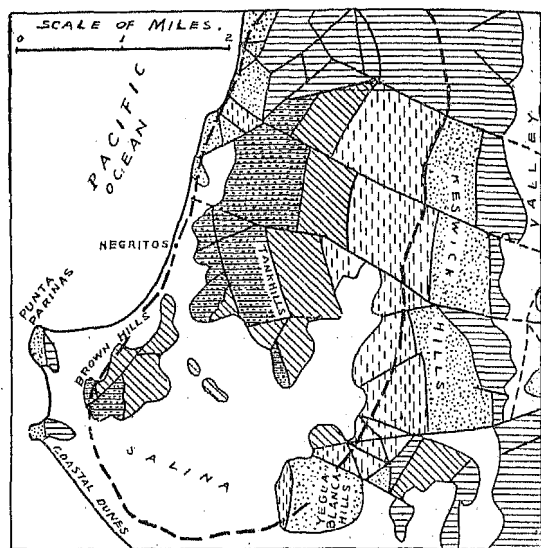 SCALE OF MILES.
0 1 2
PACIFIC
OCEAN
VALLEY
KESWICK
HILLS
NEGRITOS
TANK HILLS
PUNTA
PARINAS
BROWN HILLS
SALINA
COASTAL DUNES
YEGUA
BLANCA
HILLS